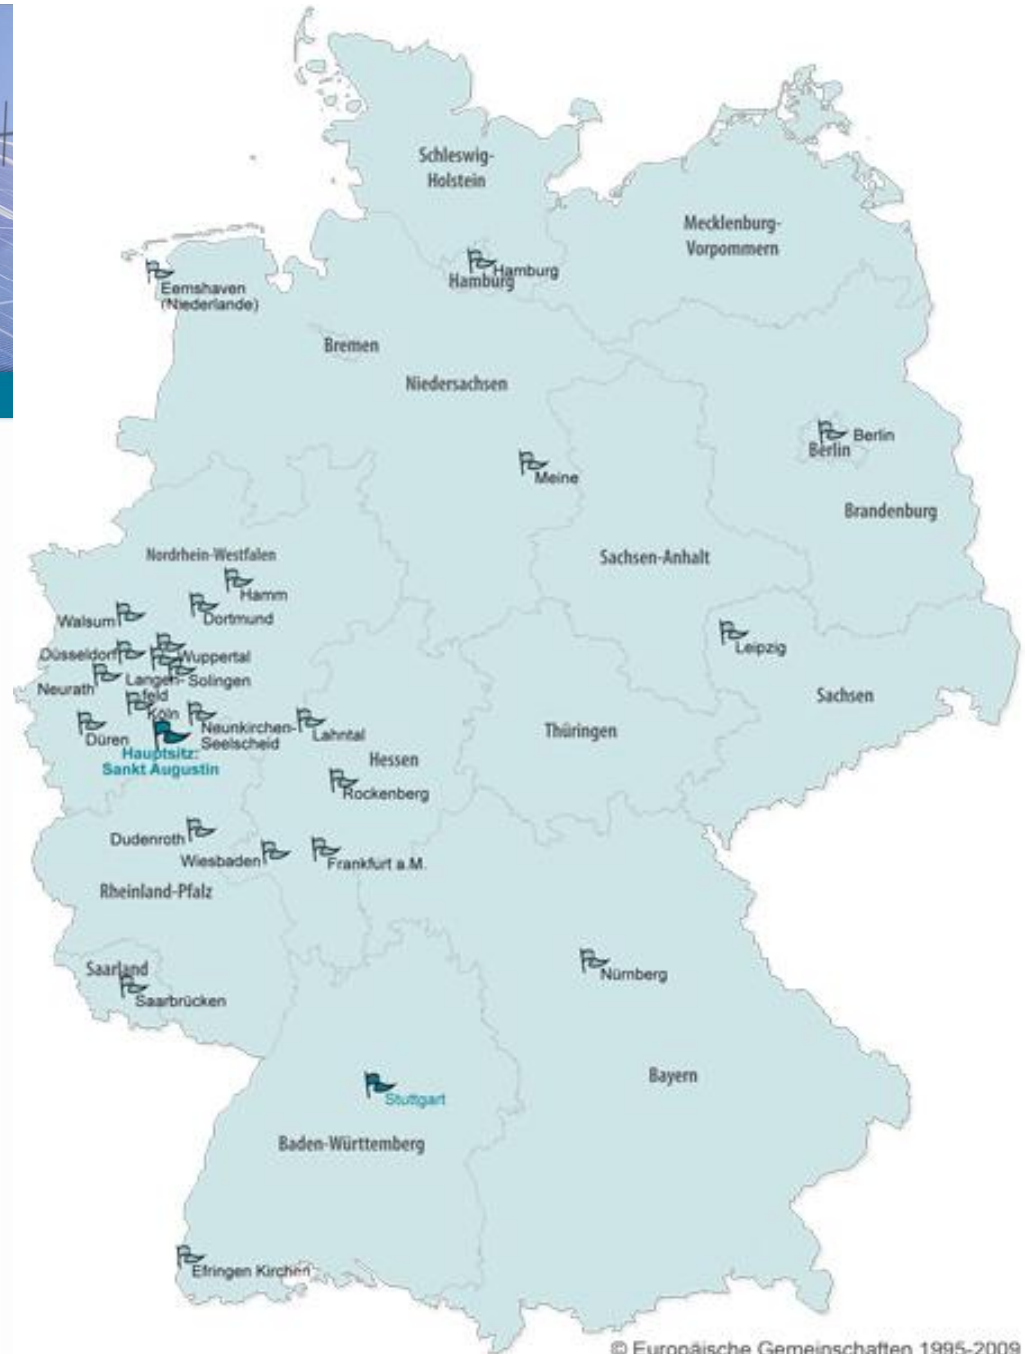 Schleswig-
Holstein
Mecklenburg-
Vorpommern
Hamburg
Hamburg
Eemshaven
(Niederlande)
Bremen
Niedersachsen
Berlin
Berlin
Meine
Brandenburg
Nordrhein-Westfalen
Sachsen-Anhalt
Hamm
Walsum
Dortmund
Leipzig
Düsseldorf
Wuppertal
Langen-
feld
Solingen
Neurath
Sachsen
Köln
Neunkirchen-
Seelscheid
Lahntal
Thüringen
Düren
Hauptsitz:
Sankt Augustin
Hessen
Rockenberg
Dudenroth
Wiesbaden
Frankfurt a.M.
Rheinland-Pfalz
Saarland
Nürnberg
Saarbrücken
Bayern
Stuttgart
Baden-Württemberg
Efringen Kirchen
© Europäische Gemeinschaften 1995-2009